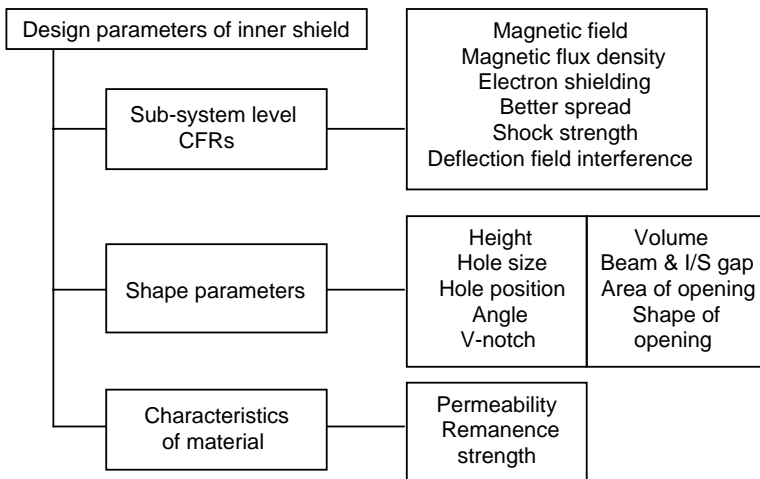 Design parameters of inner shield
Sub-system level
CFRs
Magnetic field
Magnetic flux density
Electron shielding
Better spread
Shock strength
Deflection field interference
Shape parameters
Height
Hole size
Hole position
Angle
V-notch
Volume
Beam & I/S gap
Area of opening
Shape of
opening
Characteristics
of material
Permeability
Remanence
strength